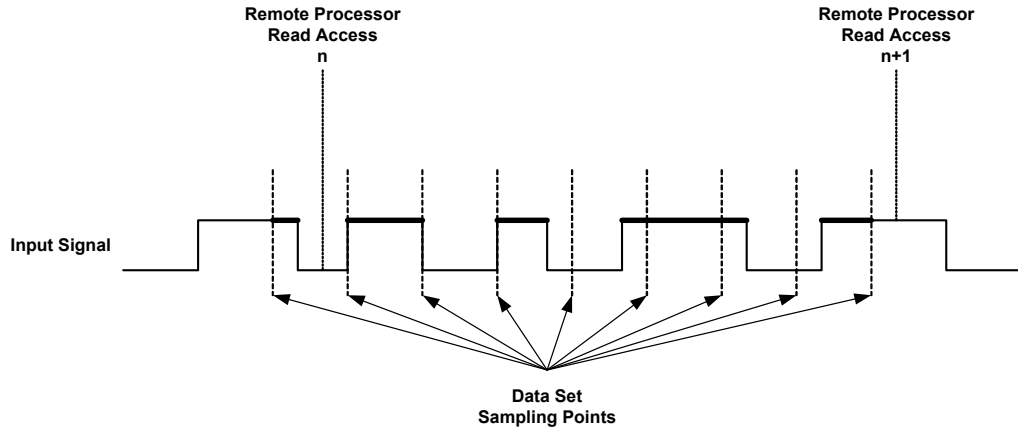 Remote Processor
Read Access
n
Remote Processor
Read Access
n+1
Input Signal
Data Set
Sampling Points